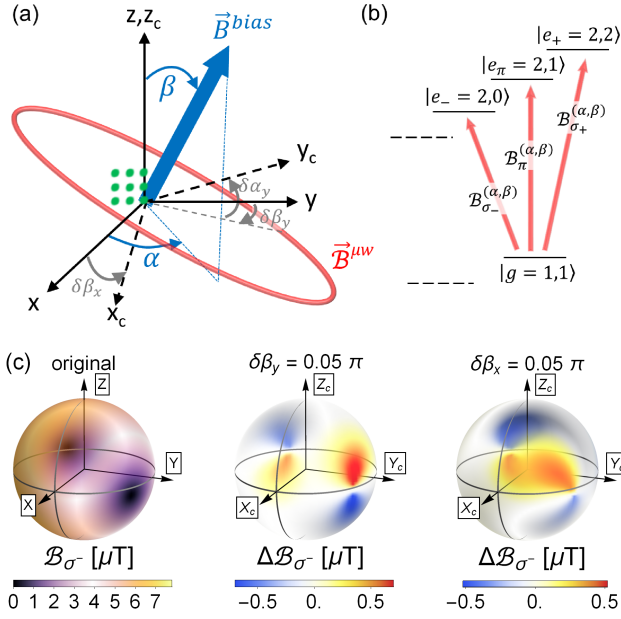 (a)
z,z_c
B⃗^bias
β
y_c
δα_y
δβ_y
y
α
δβ_x
x
x_c
ℬ⃗^μw
(b)
|e₊ = 2,2⟩
|e_π = 2,1⟩
|e₋ = 2,0⟩
ℬ_σ₊^(α,β)
ℬ_π^(α,β)
ℬ_σ₋^(α,β)
|g = 1,1⟩
(c)
original
Z
Y
X
ℬ_σ⁻ [μT]
0 1 2 3 4 5 6 7
δβ_y = 0.05 π
Z_c
Y_c
X_c
Δℬ_σ⁻ [μT]
−0.5 0. 0.5
δβ_x = 0.05 π
Z_c
Y_c
X_c
Δℬ_σ⁻ [μT]
−0.5 0. 0.5